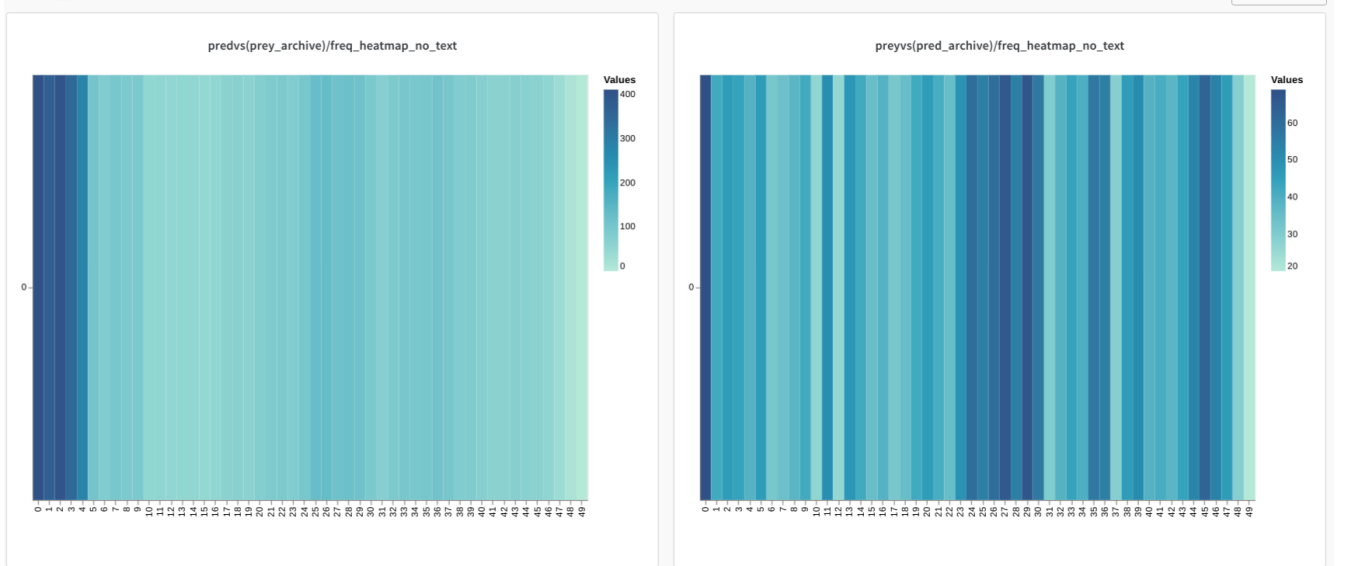 predvs(prey_archive)/freq_heatmap_no_text
Values
400
300
200
100
0
0
0 1 2 3 4 5 6 7 8 9 10 11 12 13 14 15 16 17 18 19 20 21 22 23 24 25 26 27 28 29 30 31 32 33 34 35 36 37 38 39 40 41 42 43 44 45 46 47 48 49
preyvs(pred_archive)/freq_heatmap_no_text
Values
60
50
40
30
20
0
0 1 2 3 4 5 6 7 8 9 10 11 12 13 14 15 16 17 18 19 20 21 22 23 24 25 26 27 28 29 30 31 32 33 34 35 36 37 38 39 40 41 42 43 44 45 46 47 48 49